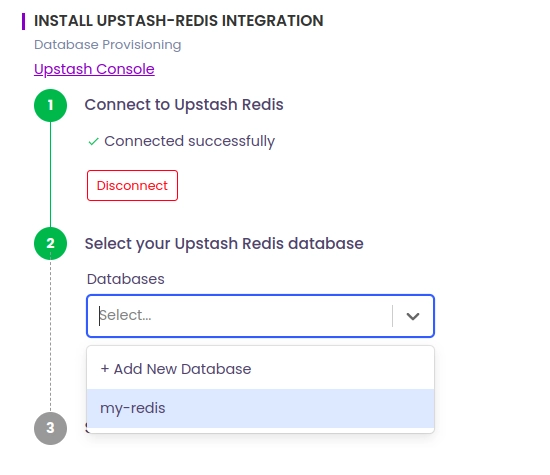 INSTALL UPSTASH-REDIS INTEGRATION
Database Provisioning
Upstash Console
1 Connect to Upstash Redis
✓ Connected successfully
Disconnect
2 Select your Upstash Redis database
Databases
Select...
+ Add New Database
my-redis
3